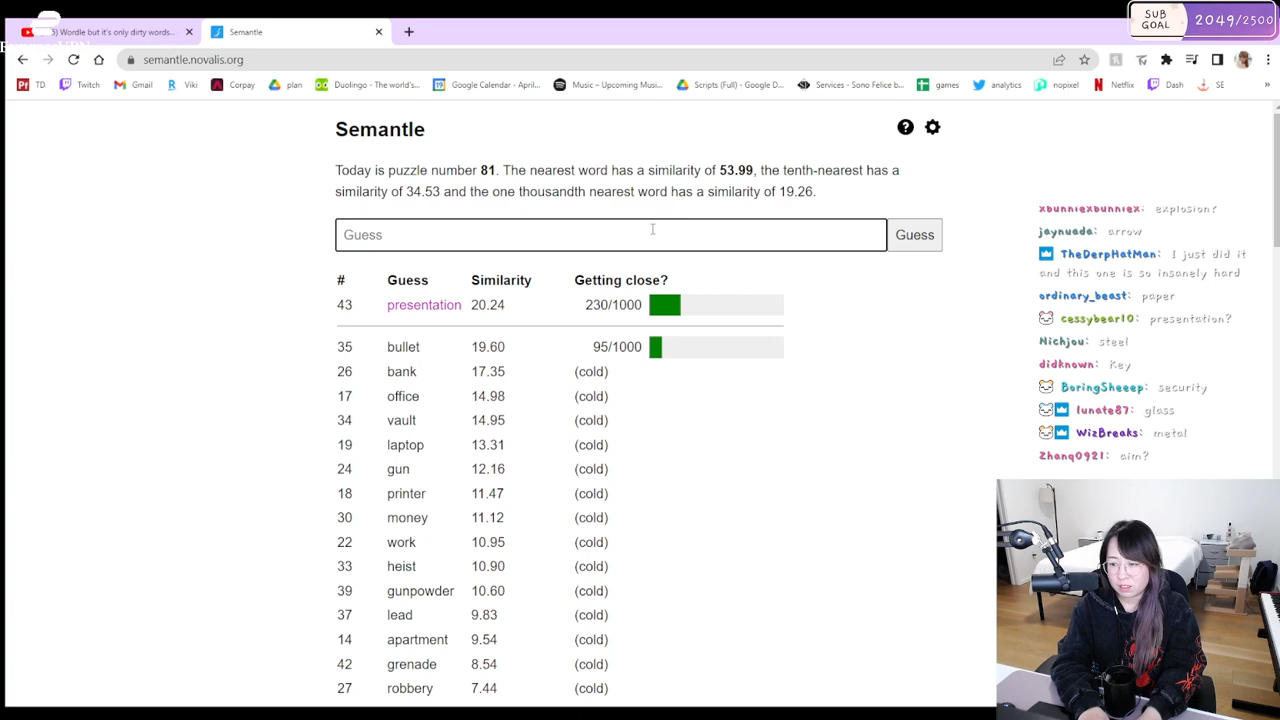 SUB
GOAL
2049/2500
Wordle but it's only dirty words...
Semantle
semantle.novalis.org
TD
Twitch
Gmail
Viki
Corpay
plan
Duolingo - The world's...
Google Calendar - April...
Music – Upcoming Musi...
Scripts (Full) - Google D...
Services - Sono Felice b...
games
analytics
nopixel
Netflix
Dash
SE
Semantle
Today is puzzle number 81. The nearest word has a similarity of 53.99, the tenth-nearest has a
similarity of 34.53 and the one thousandth nearest word has a similarity of 19.26.
Guess
Guess
# Guess Similarity Getting close?
43 presentation 20.24 230/1000
35 bullet 19.60 95/1000
26 bank 17.35 (cold)
17 office 14.98 (cold)
34 vault 14.95 (cold)
19 laptop 13.31 (cold)
24 gun 12.16 (cold)
18 printer 11.47 (cold)
30 money 11.12 (cold)
22 work 10.95 (cold)
33 heist 10.90 (cold)
39 gunpowder 10.60 (cold)
37 lead 9.83 (cold)
14 apartment 9.54 (cold)
42 grenade 8.54 (cold)
27 robbery 7.44 (cold)
xbunniexbunniex: explosion?
jaynuada: arrow
TheDerpHatMan: I just did it
and this one is so insanely hard
ordinary_beast: paper
cessybear10: presentation?
Nichjou: steel
didknown: Key
BoringSheeep: security
lunate87: glass
WizBreaks: metal
Zhanq0921: aim?